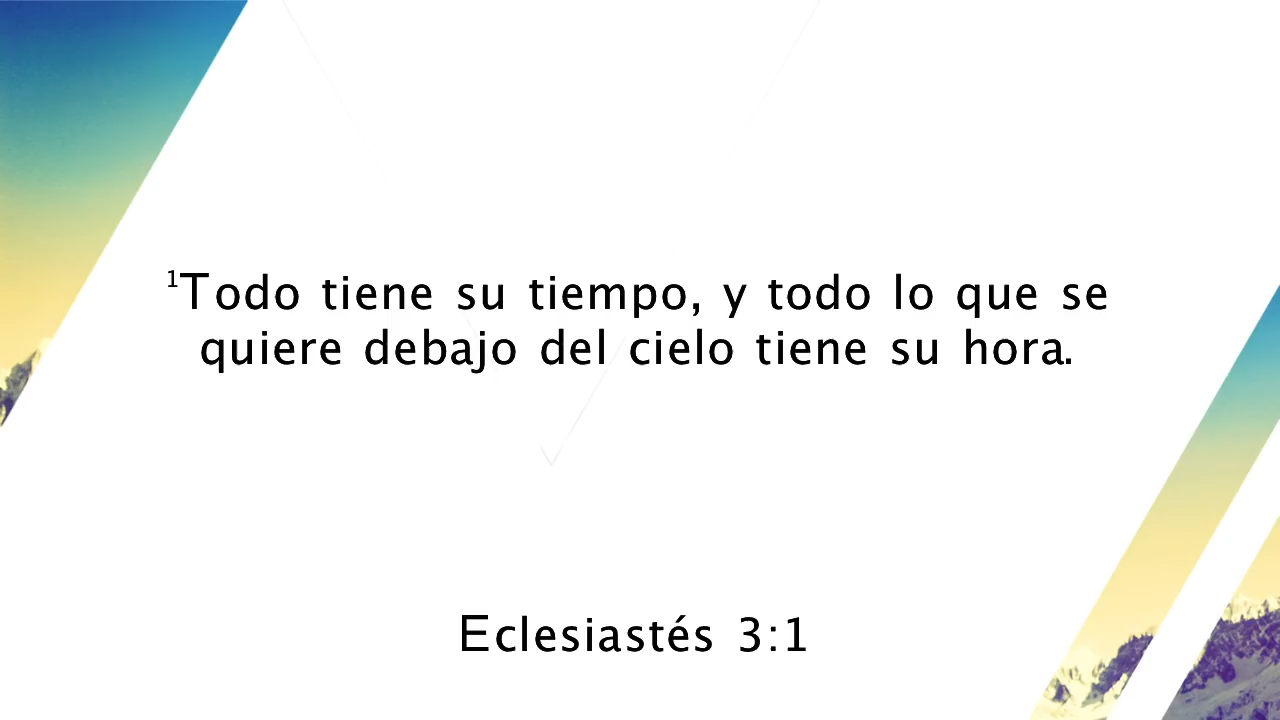 ¹Todo tiene su tiempo, y todo lo que se
quiere debajo del cielo tiene su hora.
Eclesiastés 3:1